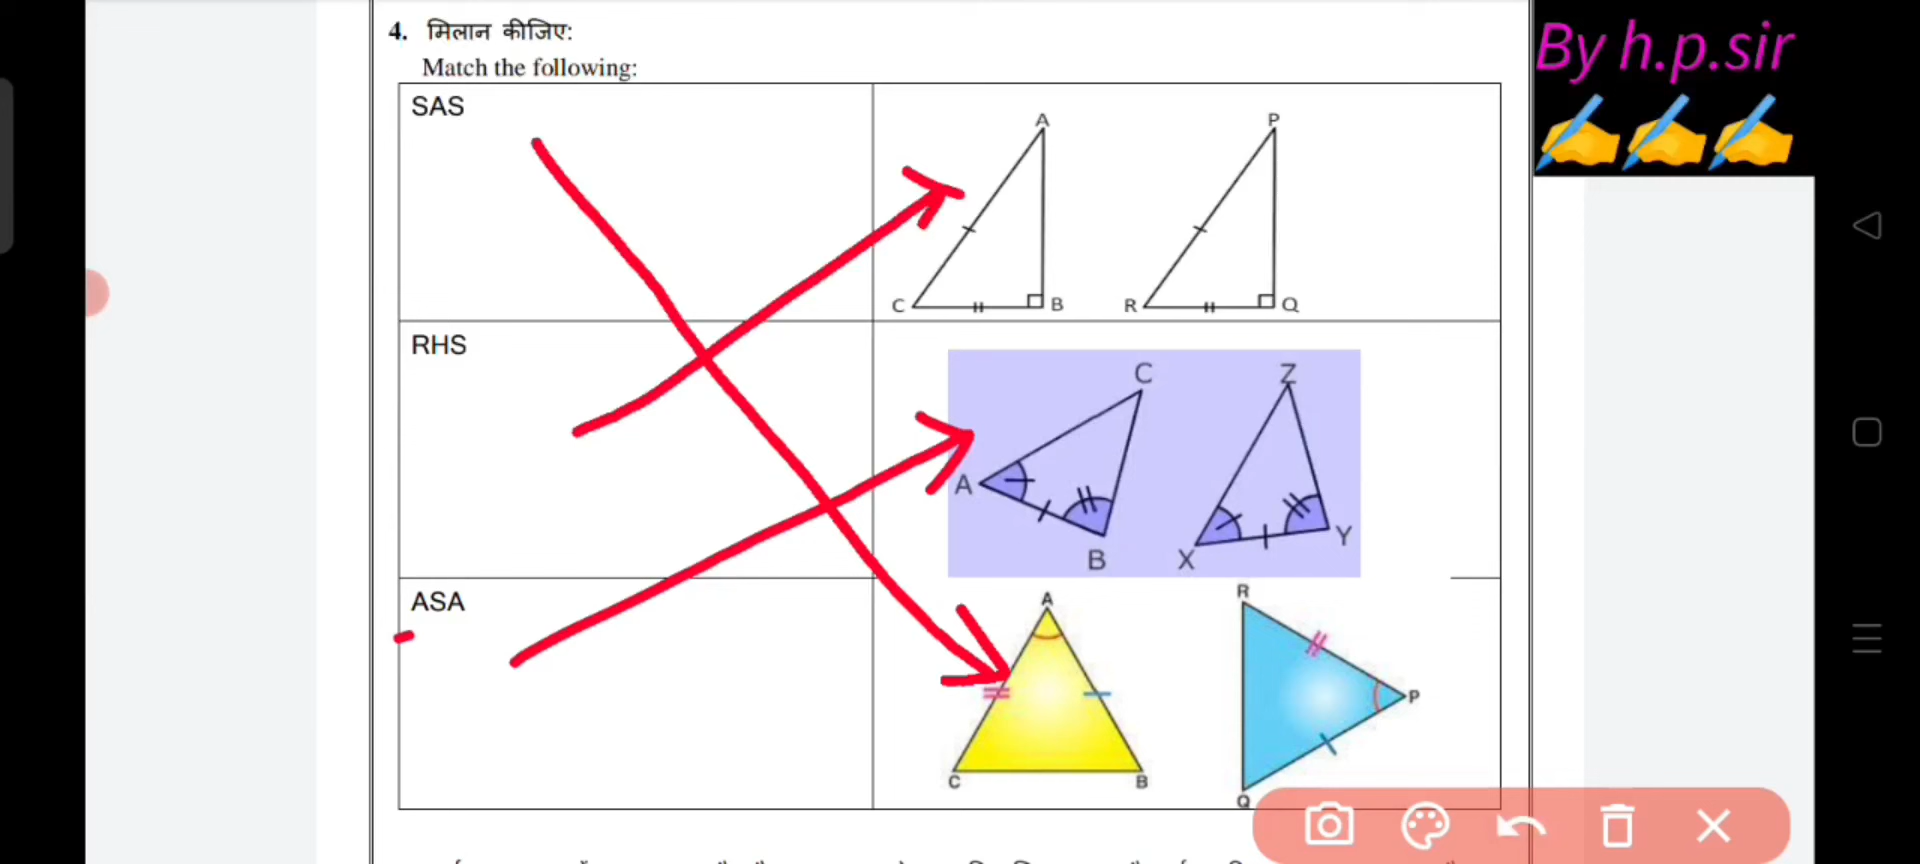 4. मिलान कीजिए:
Match the following:
By h.p.sir
SAS
A
P
C
B
R
Q
RHS
C
Z
A
B
X
Y
ASA
A
R
P
C
B
Q